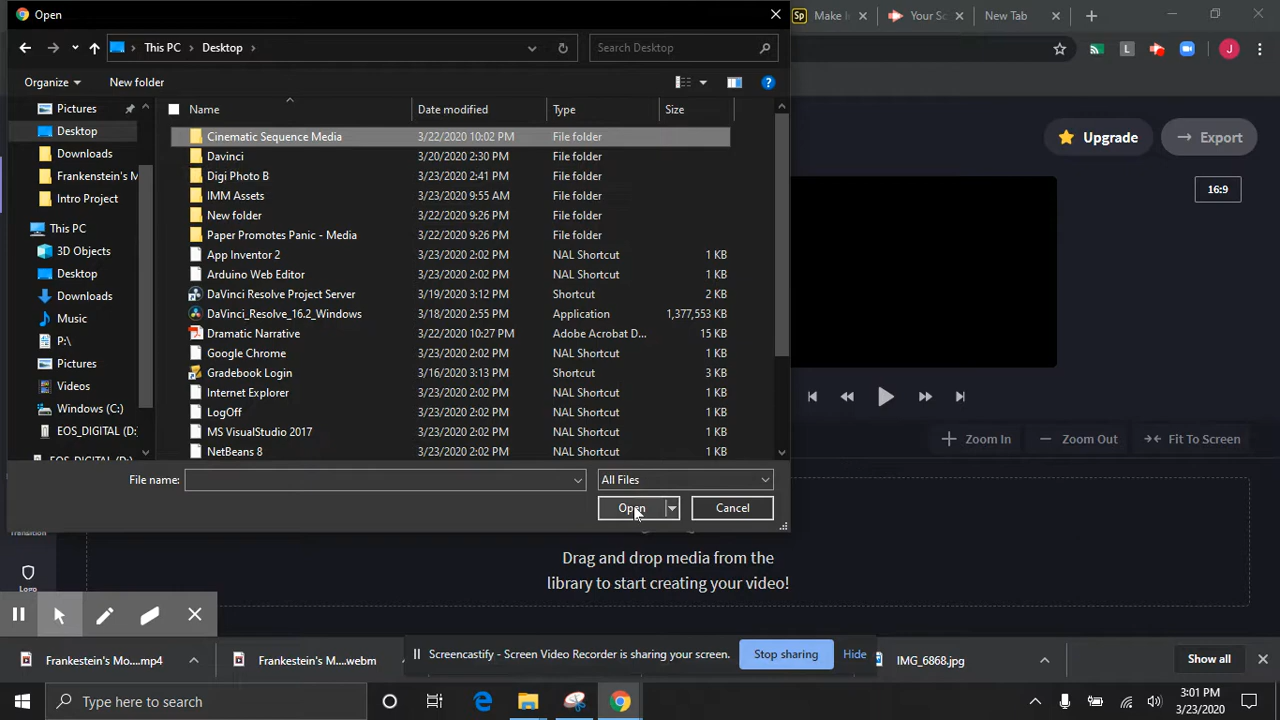 Open
Sp Make I
Your Sc
New Tab
This PC Desktop
Search Desktop
L
J
Organize New folder
Name Date modified Type Size
Pictures
Desktop
Downloads
Frankenstein's M
Intro Project
This PC
3D Objects
Desktop
Downloads
Music
P:\
Pictures
Videos
Windows (C:)
EOS_DIGITAL (D:
EOS_DIGITAL (D:)
Cinematic Sequence Media 3/22/2020 10:02 PM File folder
Davinci 3/20/2020 2:30 PM File folder
Digi Photo B 3/23/2020 2:41 PM File folder
IMM Assets 3/23/2020 9:55 AM File folder
New folder 3/22/2020 9:26 PM File folder
Paper Promotes Panic - Media 3/22/2020 9:26 PM File folder
App Inventor 2 3/23/2020 2:02 PM NAL Shortcut 1 KB
Arduino Web Editor 3/23/2020 2:02 PM NAL Shortcut 1 KB
DaVinci Resolve Project Server 3/19/2020 3:12 PM Shortcut 2 KB
DaVinci_Resolve_16.2_Windows 3/18/2020 2:55 PM Application 1,377,553 KB
Dramatic Narrative 3/22/2020 10:27 PM Adobe Acrobat D... 15 KB
Google Chrome 3/23/2020 2:02 PM NAL Shortcut 1 KB
Gradebook Login 3/16/2020 3:13 PM Shortcut 3 KB
Internet Explorer 3/23/2020 2:02 PM NAL Shortcut 1 KB
LogOff 3/23/2020 2:02 PM NAL Shortcut 1 KB
MS VisualStudio 2017 3/23/2020 2:02 PM NAL Shortcut 1 KB
NetBeans 8 3/23/2020 2:02 PM NAL Shortcut 1 KB
File name: All Files
Open Cancel
Upgrade Export
16:9
Zoom In Zoom Out Fit To Screen
Drag and drop media from the
library to start creating your video!
Transition
Logo
Screencastify - Screen Video Recorder is sharing your screen. Stop sharing Hide
Frankestein's Mo....mp4 Frankestein's M....webm IMG_6868.jpg Show all
Type here to search
3:01 PM
3/23/2020